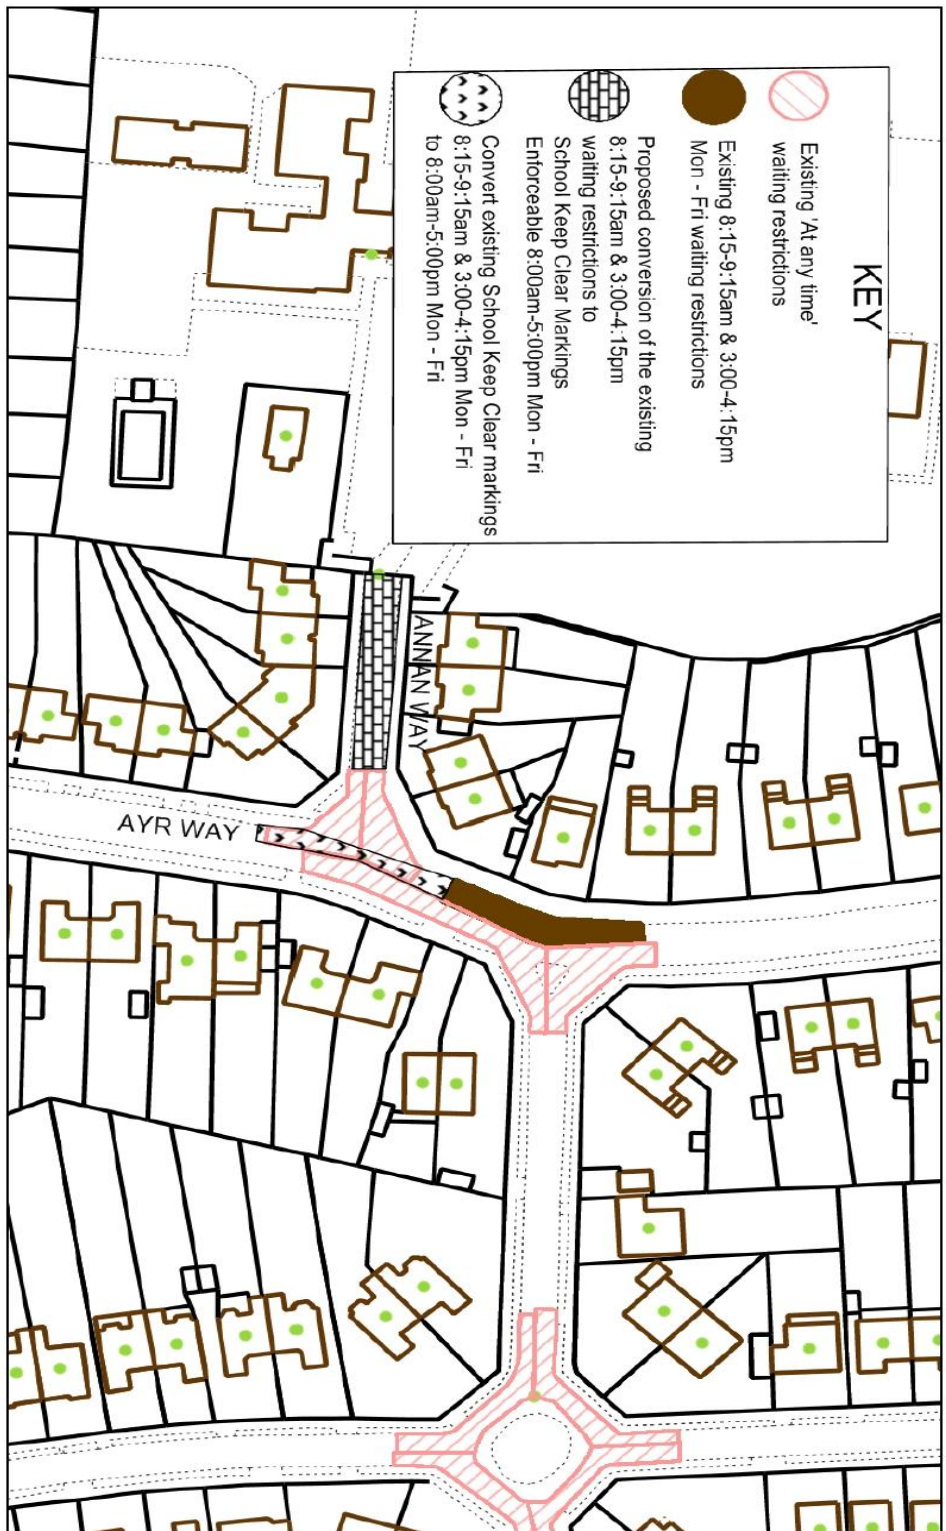 KEY
Existing 'At any time'
waiting restrictions
Existing 8:15-9:15am & 3:00-4:15pm
Mon - Fri waiting restrictions
Proposed conversion of the existing
8:15-9:15am & 3:00-4:15pm
waiting restrictions to
School Keep Clear Markings
Enforceable 8:00am-5:00pm Mon - Fri
Convert existing School Keep Clear markings
8:15-9:15am & 3:00-4:15pm Mon - Fri
to 8:00am-5:00pm Mon - Fri
ANNAN WAY
AYR WAY